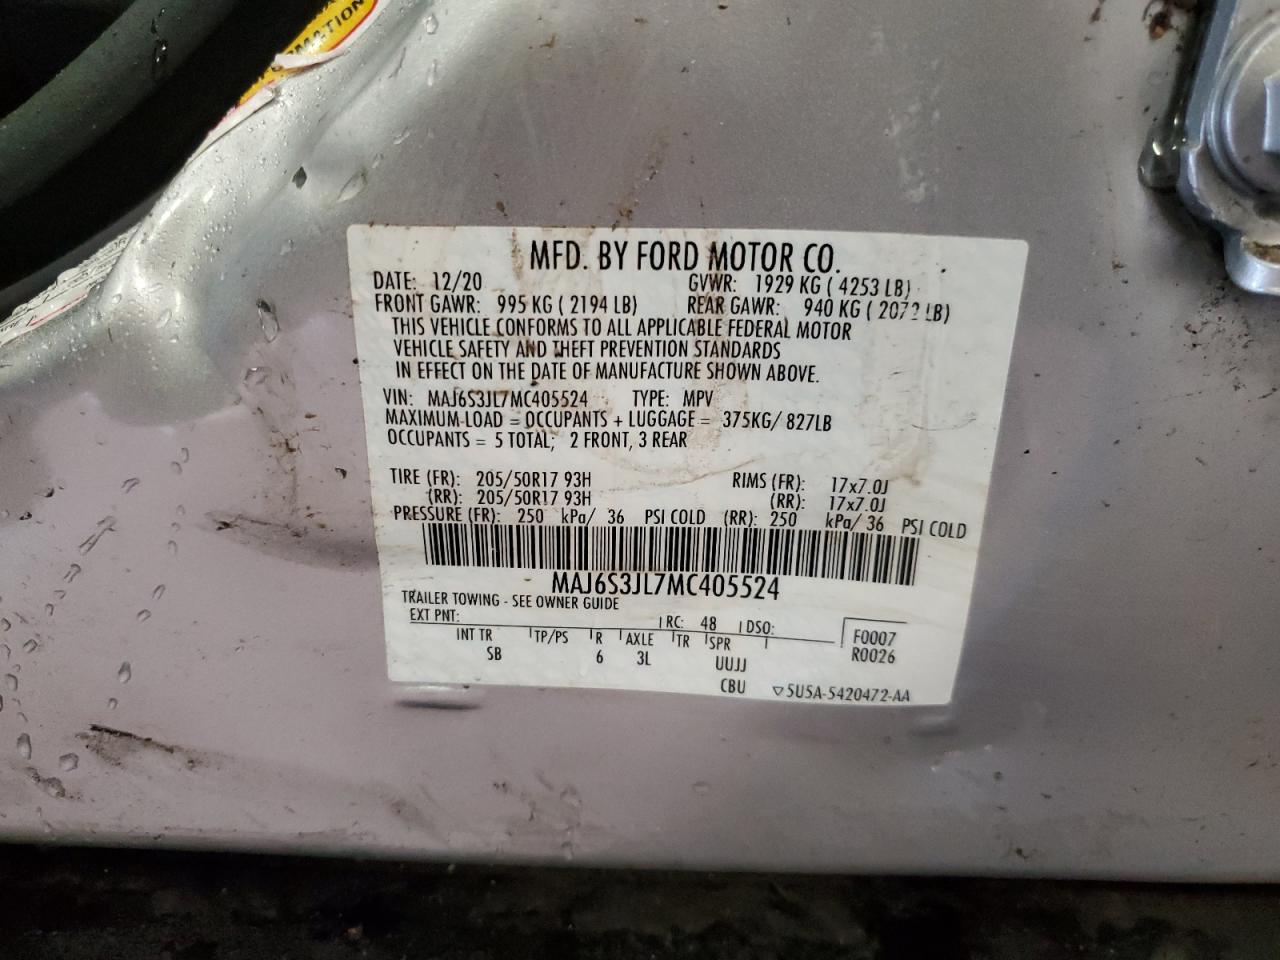 MATION
MFD. BY FORD MOTOR CO.
DATE: 12/20 GVWR: 1929 KG ( 4253 LB)
FRONT GAWR: 995 KG ( 2194 LB) REAR GAWR: 940 KG ( 2072 LB)
THIS VEHICLE CONFORMS TO ALL APPLICABLE FEDERAL MOTOR
VEHICLE SAFETY AND THEFT PREVENTION STANDARDS
IN EFFECT ON THE DATE OF MANUFACTURE SHOWN ABOVE.
VIN: MAJ6S3JL7MC405524 TYPE: MPV
MAXIMUM-LOAD = OCCUPANTS + LUGGAGE = 375KG/ 827LB
OCCUPANTS = 5 TOTAL; 2 FRONT, 3 REAR
TIRE (FR): 205/50R17 93H RIMS (FR): 17x7.0J
(RR): 205/50R17 93H (RR): 17x7.0J
PRESSURE (FR): 250 kPa/ 36 PSI COLD (RR): 250 kPa/ 36 PSI COLD
MAJ6S3JL7MC405524
TRAILER TOWING - SEE OWNER GUIDE
EXT PNT: RC: 48 DSO: F0007
INT TR TP/PS R AXLE TR SPR R0026
SB 6 3L UUJJ
CBU 5U5A-5420472-AA